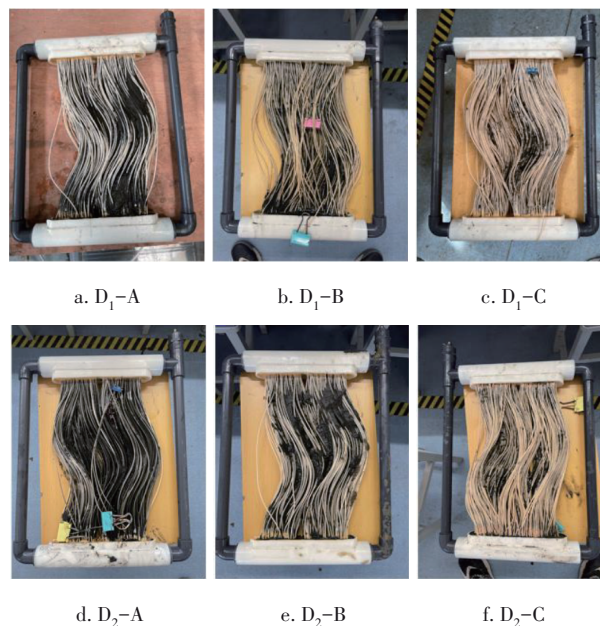 a. D₁-A
b. D₁-B
c. D₁-C
d. D₂-A
e. D₂-B
f. D₂-C